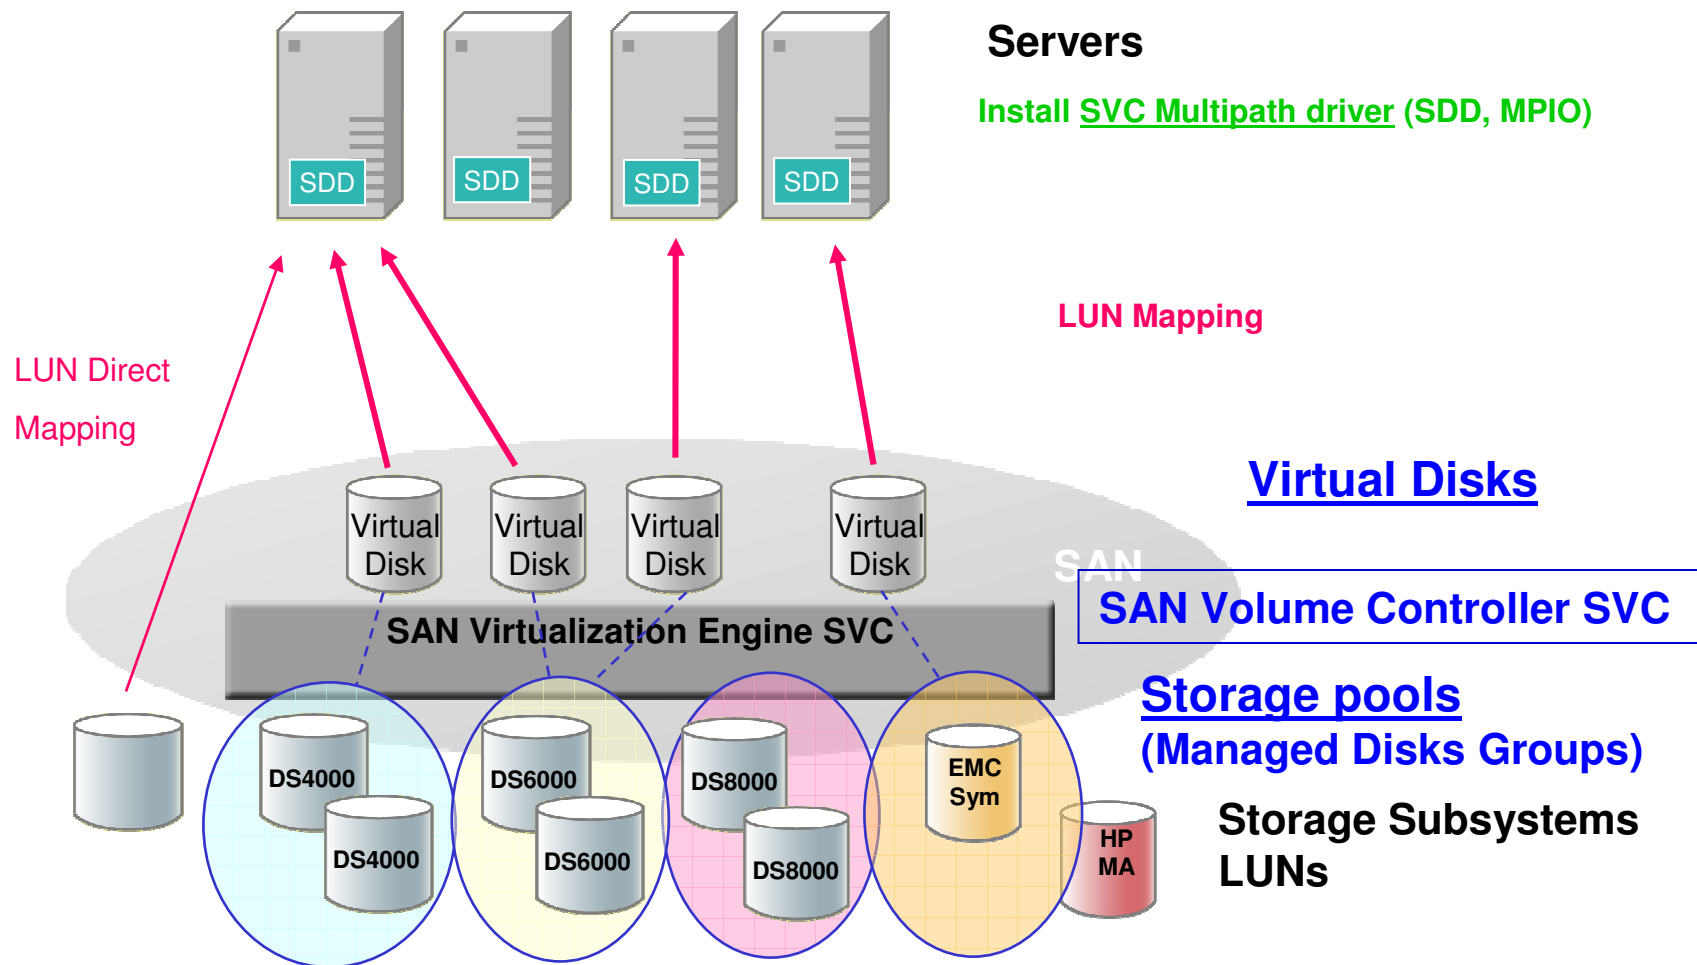 Servers
Install SVC Multipath driver (SDD, MPIO)
SDD
SDD
SDD
SDD
LUN Mapping
LUN Direct
Mapping
Virtual Disks
Virtual
Disk
Virtual
Disk
Virtual
Disk
Virtual
Disk
SAN
SAN Volume Controller SVC
SAN Virtualization Engine SVC
Storage pools
(Managed Disks Groups)
DS4000
DS4000
DS6000
DS6000
DS8000
DS8000
EMC
Sym
HP
MA
Storage Subsystems
LUNs